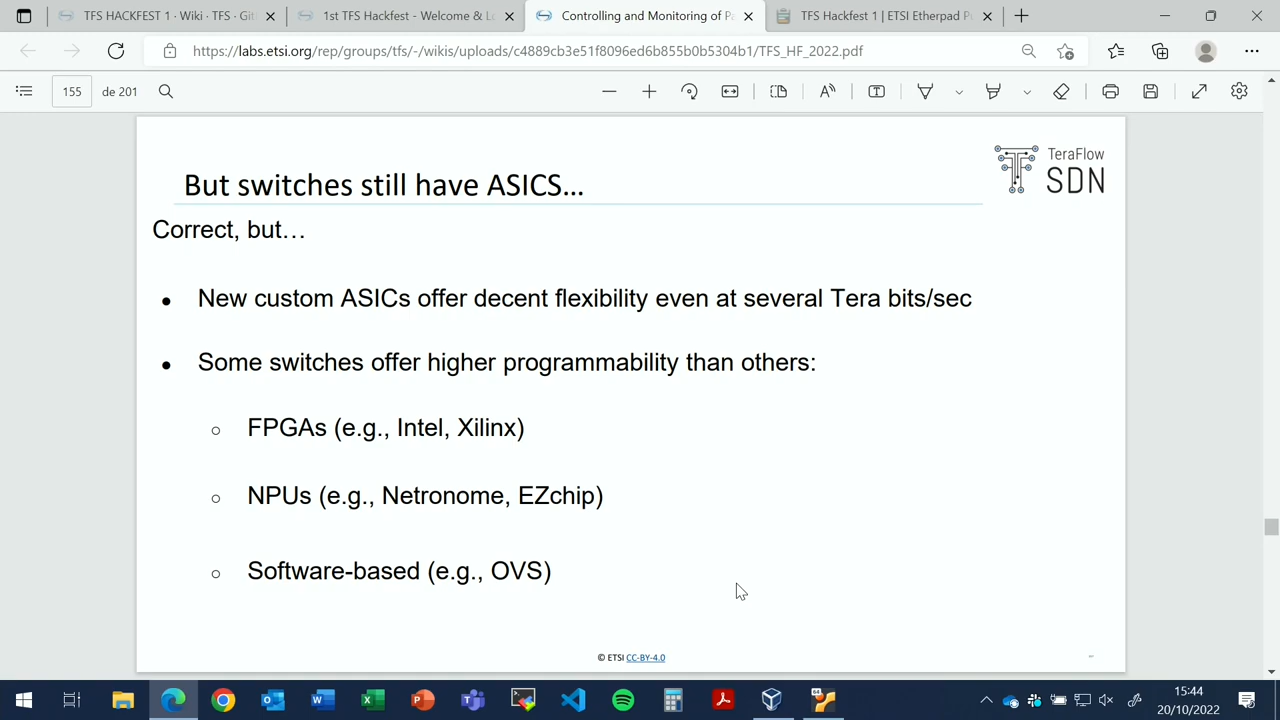 TFS HACKFEST 1 · Wiki · TFS · Git
1st TFS Hackfest - Welcome & Lo
Controlling and Monitoring of Pa
TFS Hackfest 1 | ETSI Etherpad P
https://labs.etsi.org/rep/groups/tfs/-/wikis/uploads/c4889cb3e51f8096ed6b855b0b5304b1/TFS_HF_2022.pdf
155 de 201
But switches still have ASICS...
TeraFlow
SDN
Correct, but…
• New custom ASICs offer decent flexibility even at several Tera bits/sec
• Some switches offer higher programmability than others:
○ FPGAs (e.g., Intel, Xilinx)
○ NPUs (e.g., Netronome, EZchip)
○ Software-based (e.g., OVS)
© ETSI CC-BY-4.0
15:44
20/10/2022